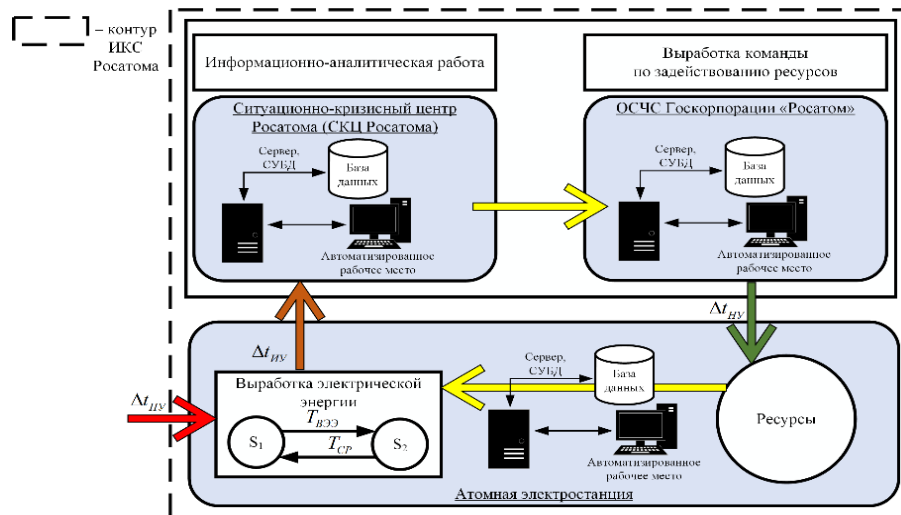 – контур
ИКС
Росатома
Информационно-аналитическая работа
Выработка команды
по задействованию ресурсов
Ситуационно-кризисный центр
Росатома (СКЦ Росатома)
Сервер,
СУБД
База
данных
Автоматизированное
рабочее место
ОСЧС Госкорпорации «Росатом»
Сервер,
СУБД
База
данных
Автоматизированное
рабочее место
Δt_ИУ
Δt_НУ
Δt_ПУ
Выработка электрической
энергии
T_ВЭЭ
S1
S2
T_СР
Сервер,
СУБД
База
данных
Автоматизированное
рабочее место
Ресурсы
Атомная электростанция